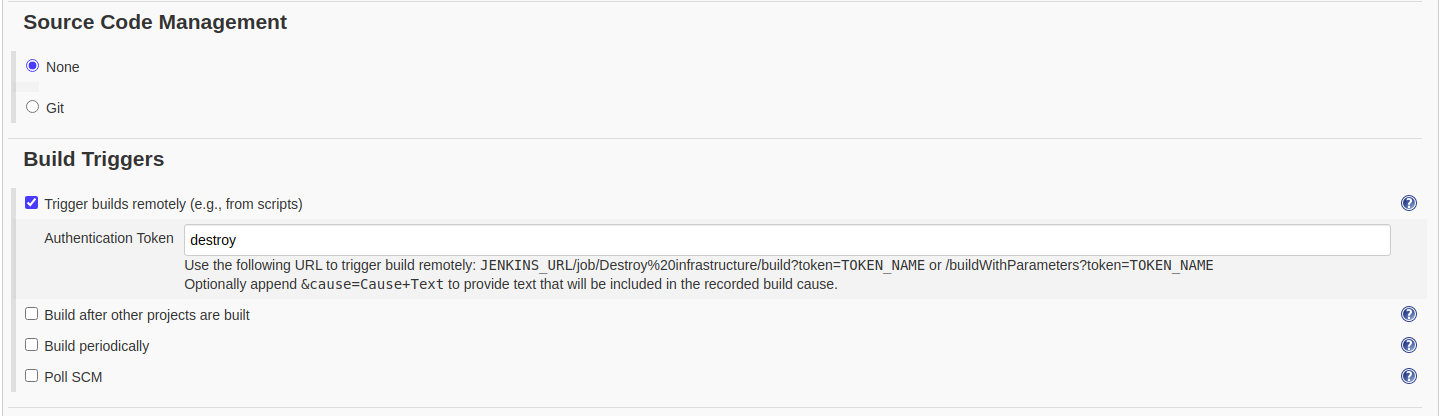 Source Code Management
None
Git
Build Triggers
Trigger builds remotely (e.g., from scripts)
?
Authentication Token destroy
Use the following URL to trigger build remotely: JENKINS_URL/job/Destroy%20infrastructure/build?token=TOKEN_NAME or /buildWithParameters?token=TOKEN_NAME
Optionally append &cause=Cause+Text to provide text that will be included in the recorded build cause.
Build after other projects are built
?
Build periodically
?
Poll SCM
?